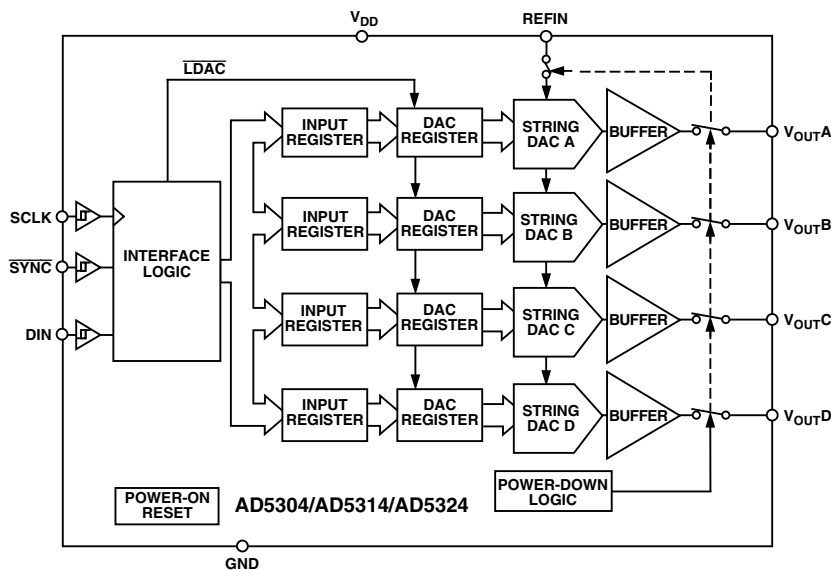 VDD
REFIN
LDAC
INPUT
REGISTER
DAC
REGISTER
STRING
DAC A
BUFFER
VOUTA
SCLK
SYNC
DIN
INTERFACE
LOGIC
INPUT
REGISTER
DAC
REGISTER
STRING
DAC B
BUFFER
VOUTB
INPUT
REGISTER
DAC
REGISTER
STRING
DAC C
BUFFER
VOUTC
INPUT
REGISTER
DAC
REGISTER
STRING
DAC D
BUFFER
VOUTD
POWER-ON
RESET
AD5304/AD5314/AD5324
POWER-DOWN
LOGIC
GND